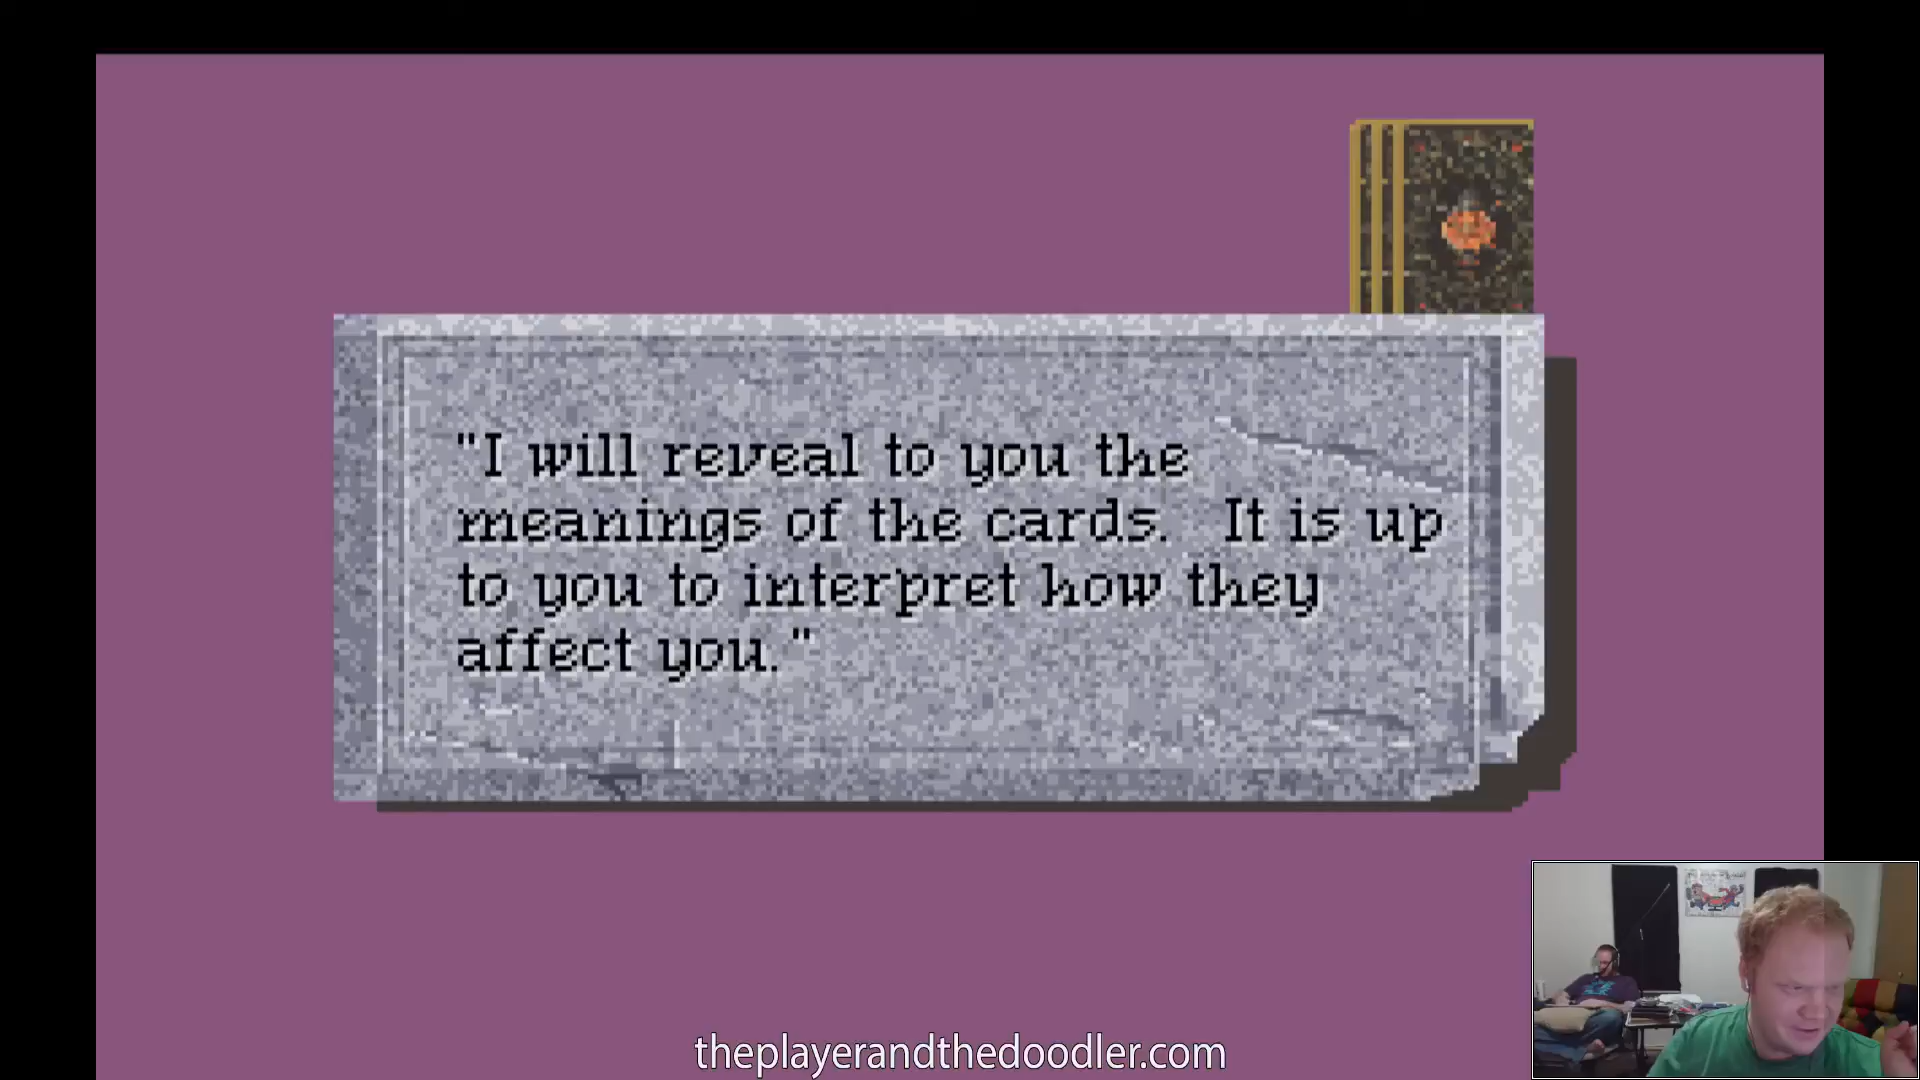 "I will reveal to you the
meanings of the cards.  It is up
to you to interpret how they
affect you."
theplayerandthedoodler.com